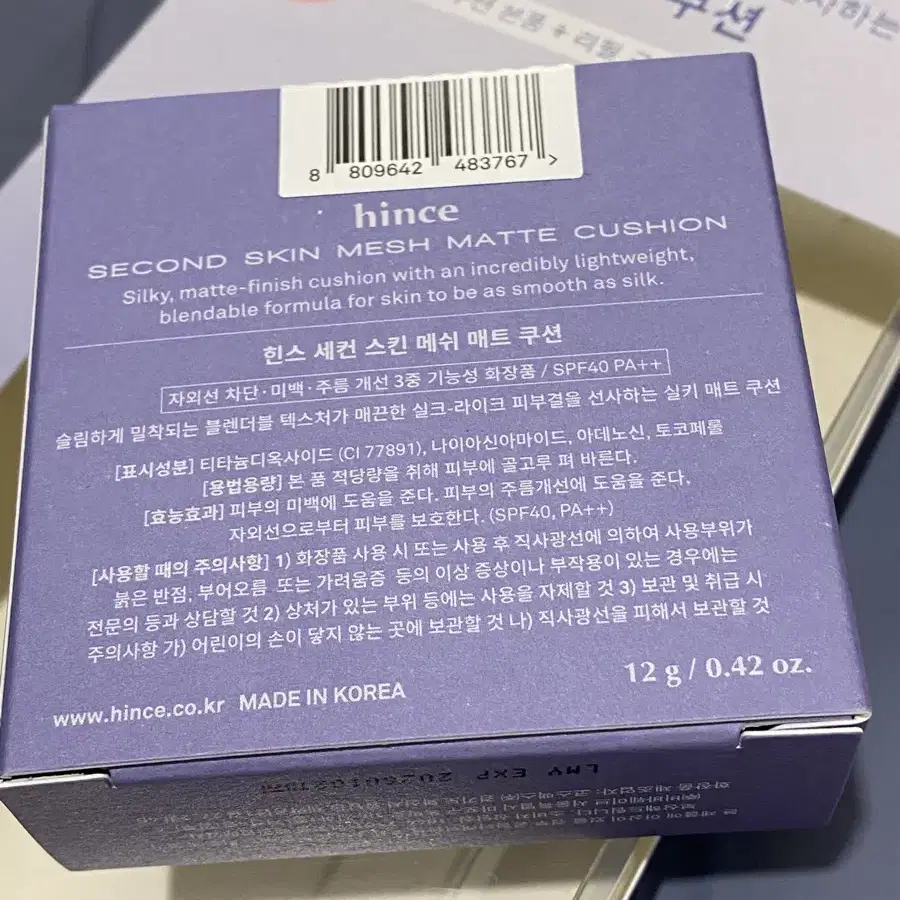 쿠션
8 809642 483767 >
hince
SECOND SKIN MESH MATTE CUSHION
Silky, matte-finish cushion with an incredibly lightweight,
blendable formula for skin to be as smooth as silk.
힌스 세컨 스킨 메쉬 매트 쿠션
자외선 차단·미백·주름 개선 3중 기능성 화장품 / SPF40 PA++
슬림하게 밀착되는 블렌더블 텍스처가 매끈한 실크-라이크 피부결을 선사하는 실키 매트 쿠션
[표시성분] 티타늄디옥사이드 (CI 77891), 나이아신아마이드, 아데노신, 토코페롤
[용법용량] 본 품 적당량을 취해 피부에 골고루 펴 바른다.
[효능효과] 피부의 미백에 도움을 준다. 피부의 주름개선에 도움을 준다.
자외선으로부터 피부를 보호한다. (SPF40, PA++)
[사용할 때의 주의사항] 1) 화장품 사용 시 또는 사용 후 직사광선에 의하여 사용부위가
붉은 반점, 부어오름 또는 가려움증 등의 이상 증상이나 부작용이 있는 경우에는
전문의 등과 상담할 것 2) 상처가 있는 부위 등에는 사용을 자제할 것 3) 보관 및 취급 시
주의사항 가) 어린이의 손이 닿지 않는 곳에 보관할 것 나) 직사광선을 피해서 보관할 것
12 g / 0.42 oz.
www.hince.co.kr MADE IN KOREA
LMY EXP